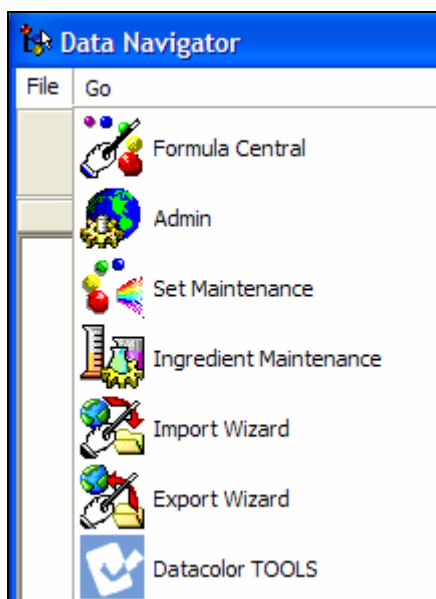 Data Navigator
File Go
Formula Central
Admin
Set Maintenance
Ingredient Maintenance
Import Wizard
Export Wizard
Datacolor TOOLS